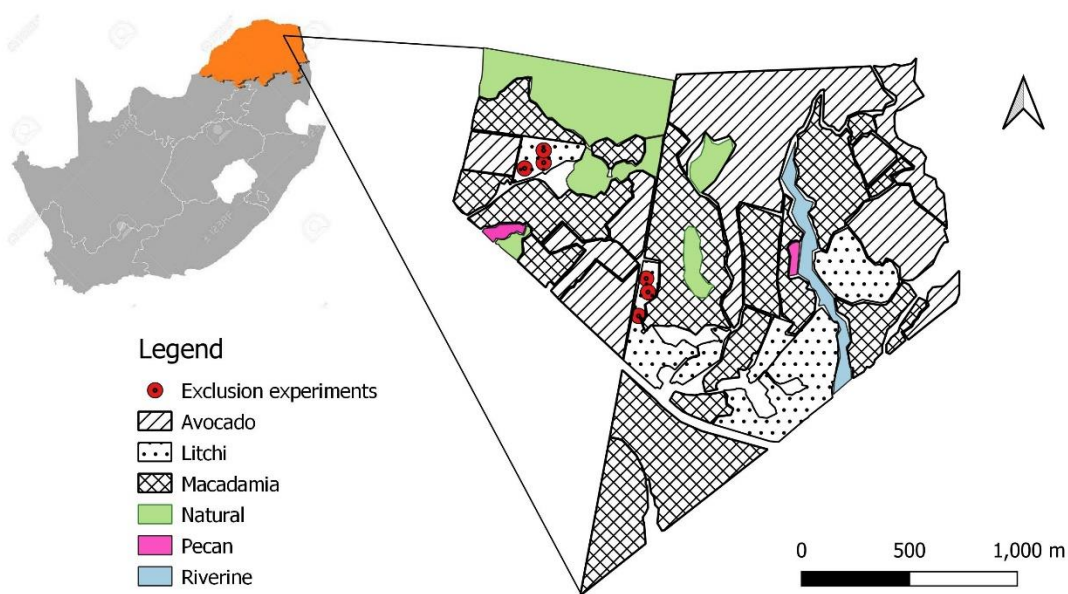 Legend
Exclusion experiments
Avocado
Litchi
Macadamia
Natural
Pecan
Riverine
0 500 1,000 m